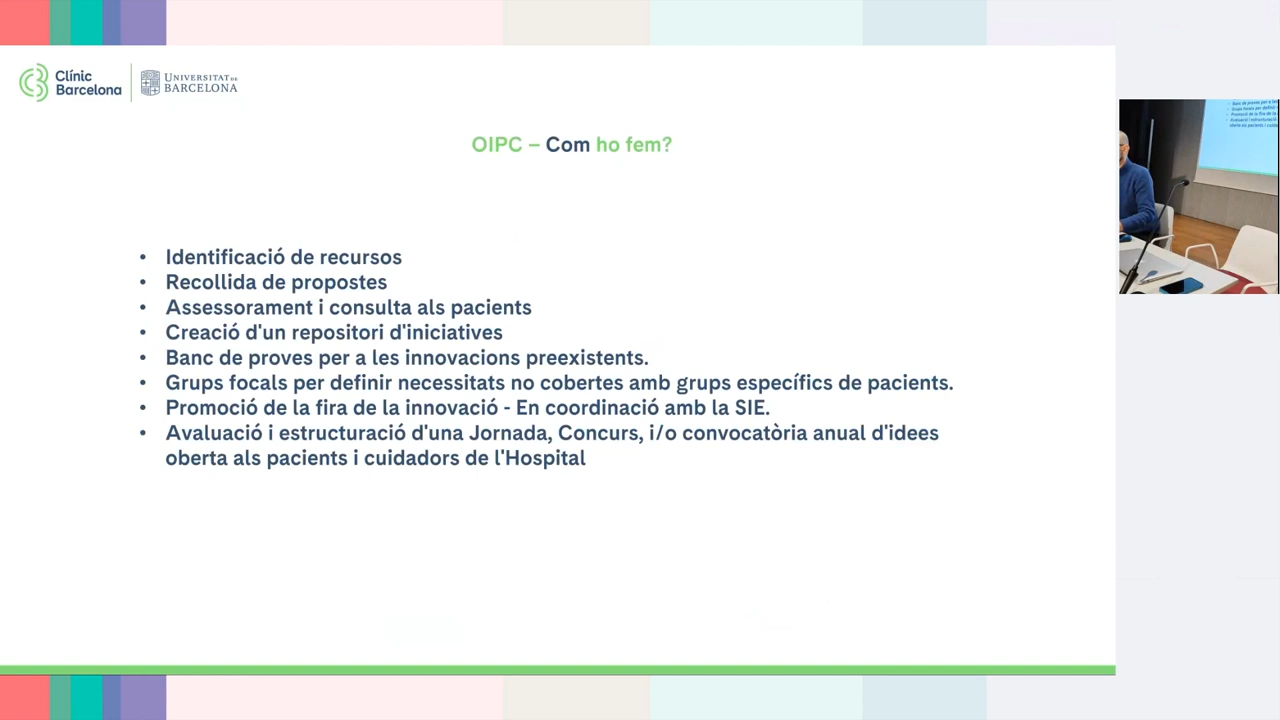 Clínic
Barcelona
UNIVERSITAT DE
BARCELONA
OIPC – Com ho fem?
• Identificació de recursos
• Recollida de propostes
• Assessorament i consulta als pacients
• Creació d'un repositori d'iniciatives
• Banc de proves per a les innovacions preexistents.
• Grups focals per definir necessitats no cobertes amb grups específics de pacients.
• Promoció de la fira de la innovació - En coordinació amb la SIE.
• Avaluació i estructuració d'una Jornada, Concurs, i/o convocatòria anual d'idees
oberta als pacients i cuidadors de l'Hospital